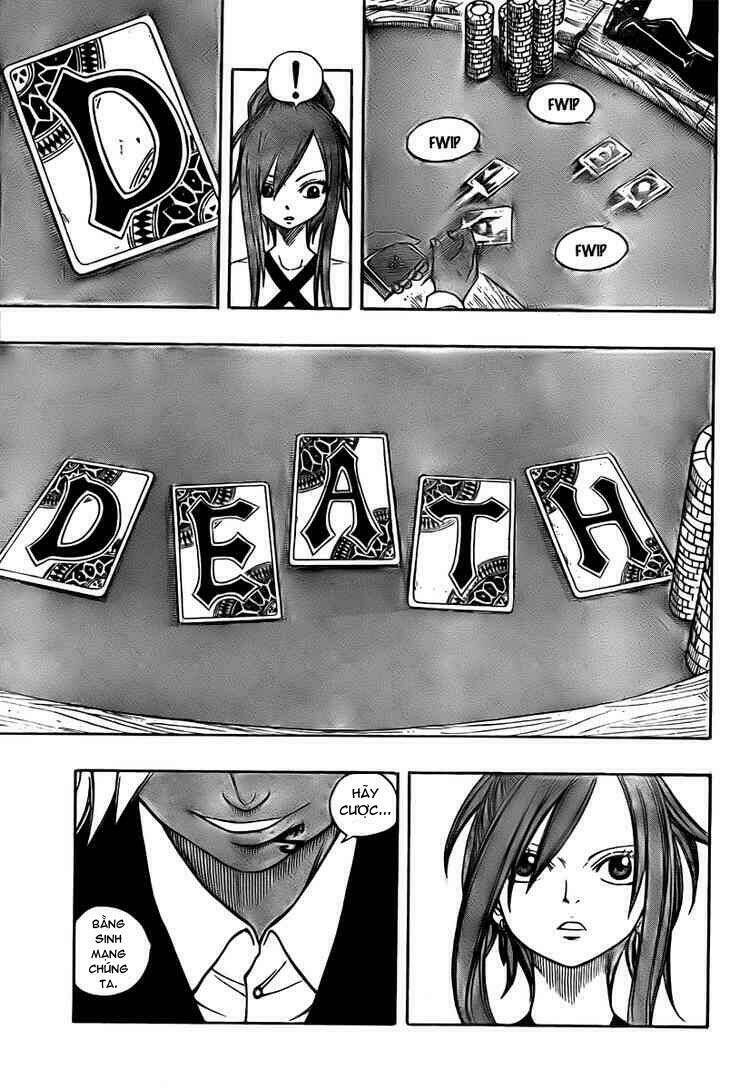 FWIP
FWIP
FWIP
!
D
DEATH
HÃY
CƯỢC...
BẰNG
SINH
MẠNG
CHÚNG
TA.